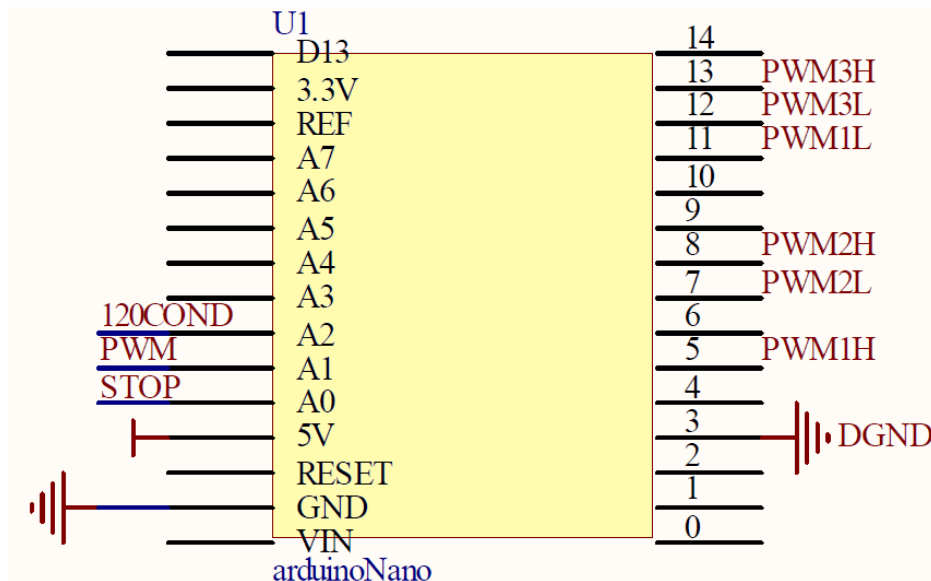 U1
D13 14
3.3V 13 PWM3H
REF 12 PWM3L
A7 11 PWM1L
A6 10
A5 9
A4 8 PWM2H
A3 7 PWM2L
120COND A2 6
PWM A1 5 PWM1H
STOP A0 4
5V 3 DGND
RESET 2
GND 1
VIN 0
arduinoNano